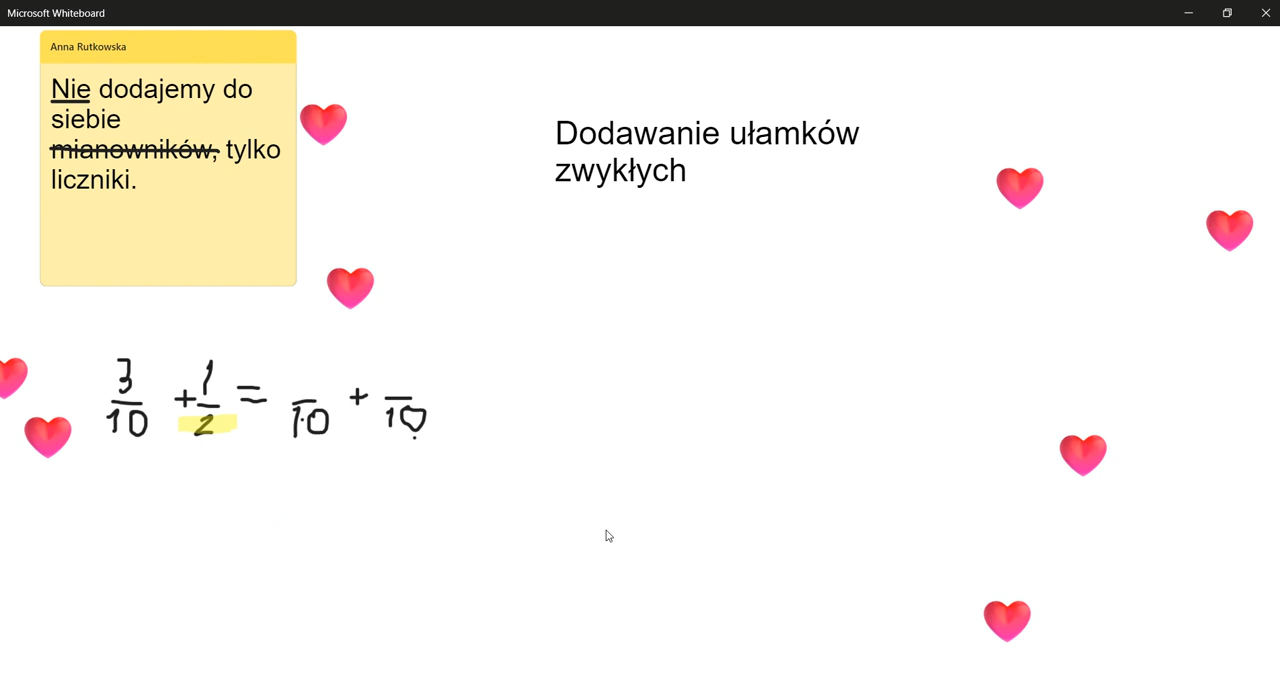 Microsoft Whiteboard
Anna Rutkowska
Nie dodajemy do
siebie
mianowników, tylko
liczniki.
Dodawanie ułamków
zwykłych
3/10 + 1/2 = /10 + /10